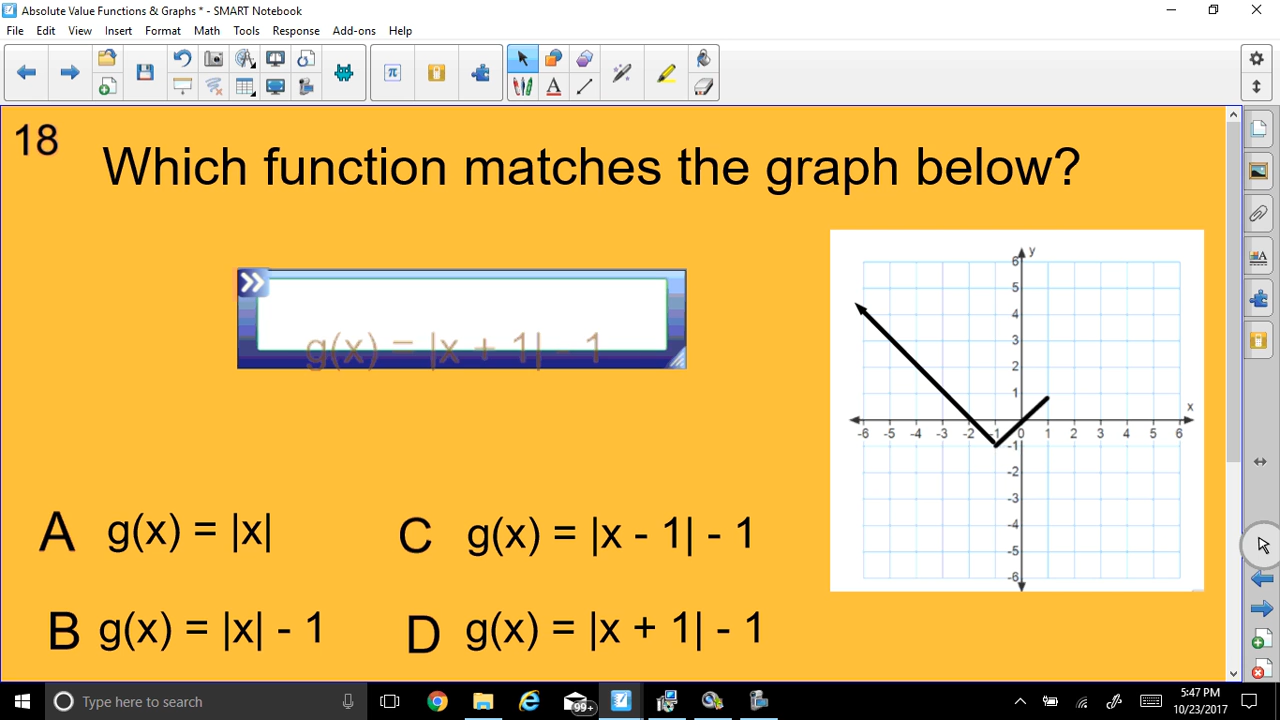 Absolute Value Functions & Graphs * - SMART Notebook
File Edit View Insert Format Math Tools Response Add-ons Help
π
A
18
Which function matches the graph below?
g(x) = |x + 1| - 1
y
6
5
4
3
2
1
x
-6 -5 -4 -3 -2 -1 0 1 2 3 4 5 6
-1
-2
-3
-4
-5
-6
A g(x) = |x|
C g(x) = |x - 1| - 1
B g(x) = |x| - 1
D g(x) = |x + 1| - 1
Type here to search
99+
5:47 PM
10/23/2017